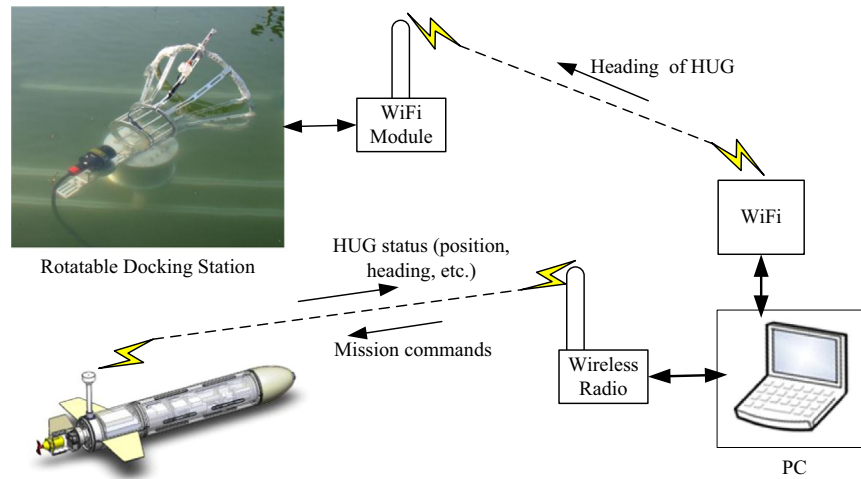 Heading of HUG
WiFi
Module
WiFi
Rotatable Docking Station
HUG status (position,
heading, etc.)
Mission commands
Wireless
Radio
PC